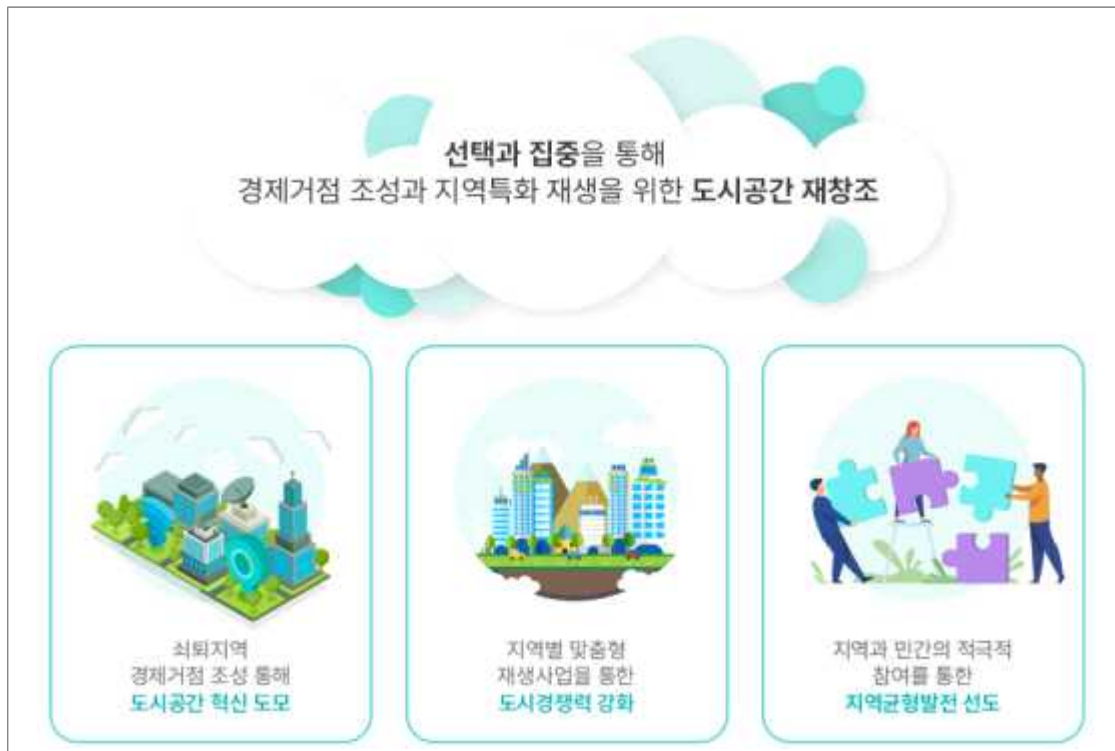 선택과 집중을 통해
경제거점 조성과 지역특화 재생을 위한 도시공간 재창조
쇠퇴지역
경제거점 조성 통해
도시공간 혁신 도모
지역별 맞춤형
재생사업을 통한
도시경쟁력 강화
지역과 민간의 적극적
참여를 통한
지역균형발전 선도